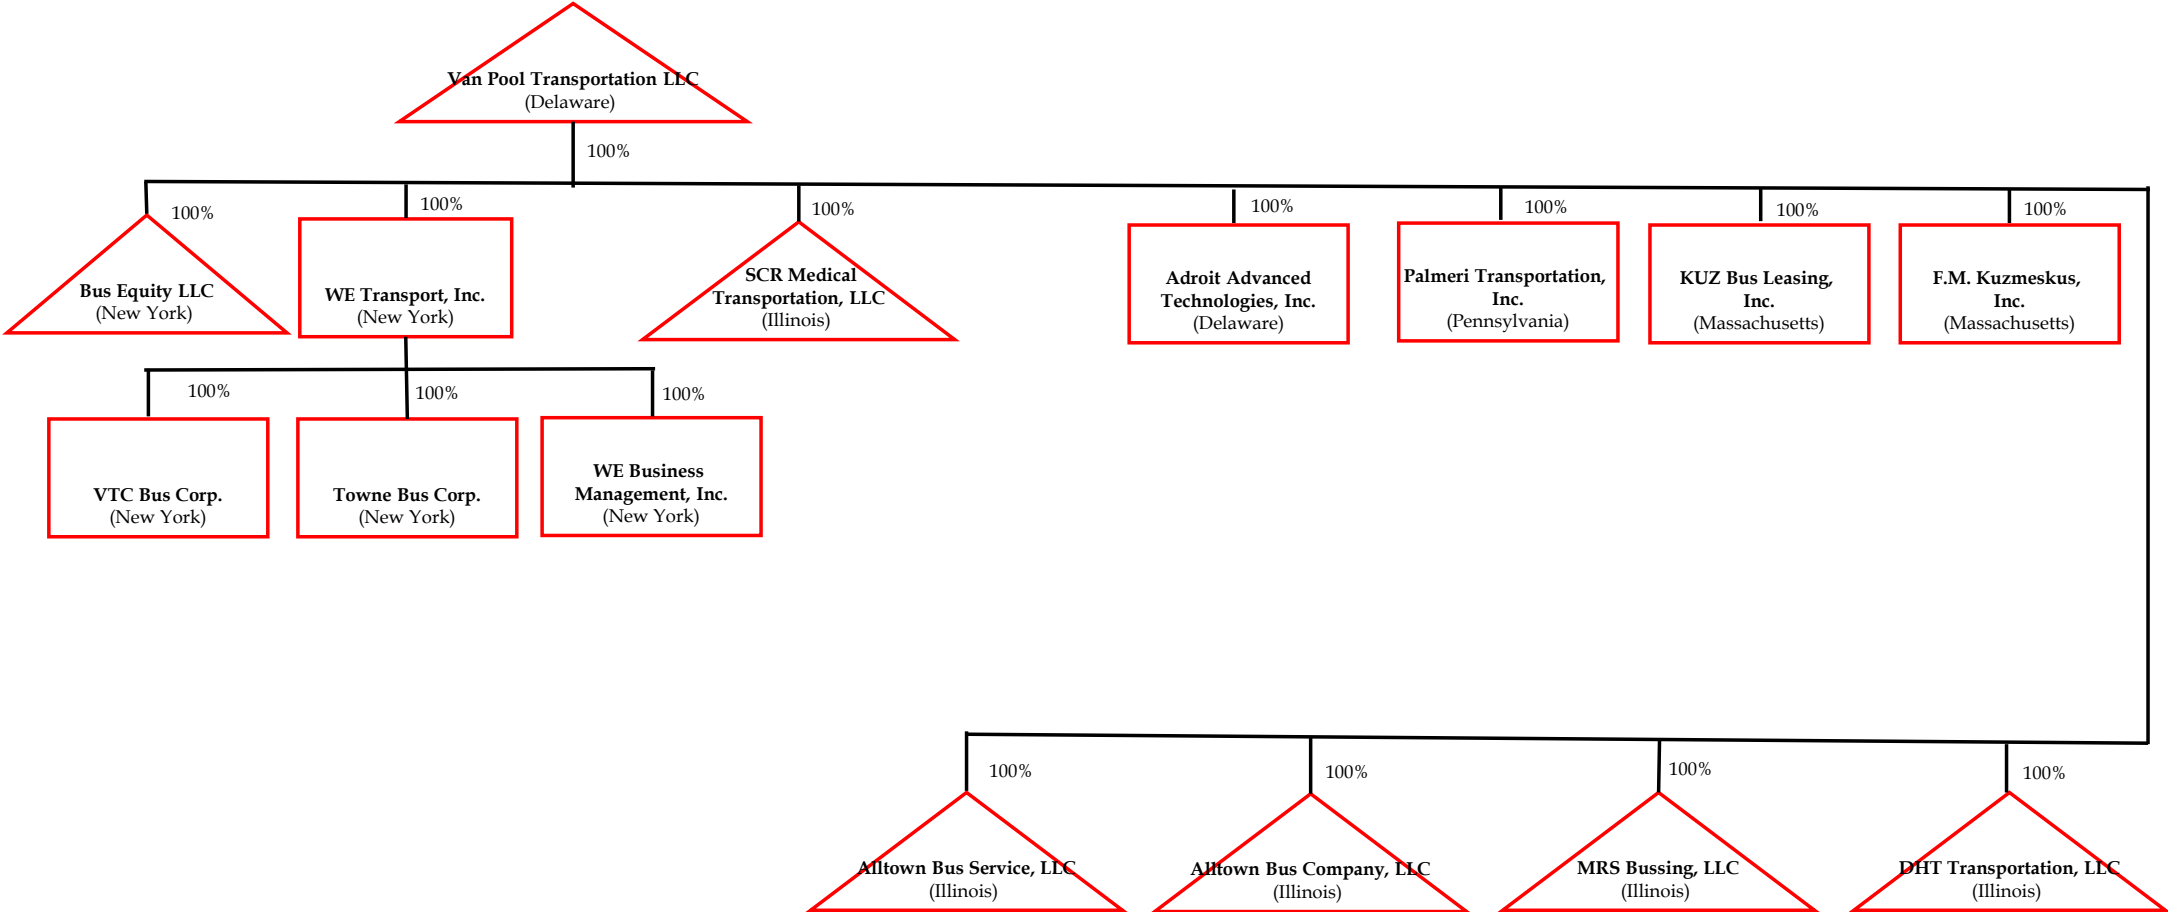 Van Pool Transportation LLC
(Delaware)
100%
100%
Bus Equity LLC
(New York)
100%
WE Transport, Inc.
(New York)
100%
SCR Medical
Transportation, LLC
(Illinois)
100%
Adroit Advanced
Technologies, Inc.
(Delaware)
100%
Palmeri Transportation,
Inc.
(Pennsylvania)
100%
KUZ Bus Leasing,
Inc.
(Massachusetts)
100%
F.M. Kuzmeskus,
Inc.
(Massachusetts)
100%
VTC Bus Corp.
(New York)
100%
Towne Bus Corp.
(New York)
100%
WE Business
Management, Inc.
(New York)
100%
Alltown Bus Service, LLC
(Illinois)
100%
Alltown Bus Company, LLC
(Illinois)
100%
MRS Bussing, LLC
(Illinois)
100%
DHT Transportation, LLC
(Illinois)